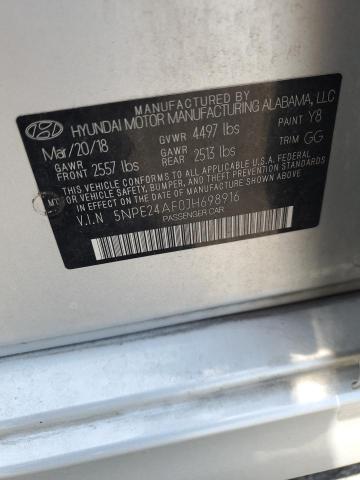 MANUFACTURED BY
HYUNDAI MOTOR MANUFACTURING ALABAMA, LLC
Mar/20/18 GVWR 4497 lbs PAINT Y8
GAWR FRONT 2557 lbs GAWR REAR 2513 lbs TRIM GG
THIS VEHICLE CONFORMS TO ALL APPLICABLE U.S.A. FEDERAL
MOTOR VEHICLE SAFETY, BUMPER, AND THEFT PREVENTION
STANDARDS IN EFFECT ON THE DATE OF MANUFACTURE SHOWN ABOVE.
V.I.N 5NPE24AF0JH698916
PASSENGER CAR